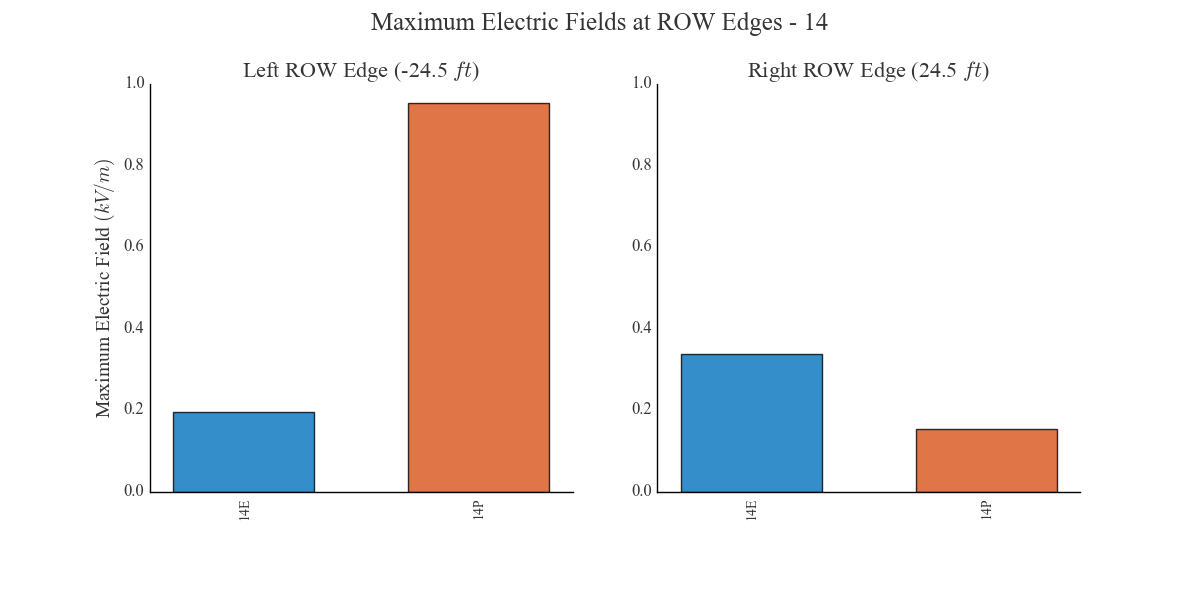 Maximum Electric Fields at ROW Edges - 14
Left ROW Edge (-24.5 ft)
Maximum Electric Field (kV/m)
1.0
0.8
0.6
0.4
0.2
0.0
14E
14P
Right ROW Edge (24.5 ft)
1.0
0.8
0.6
0.4
0.2
0.0
14E
14P